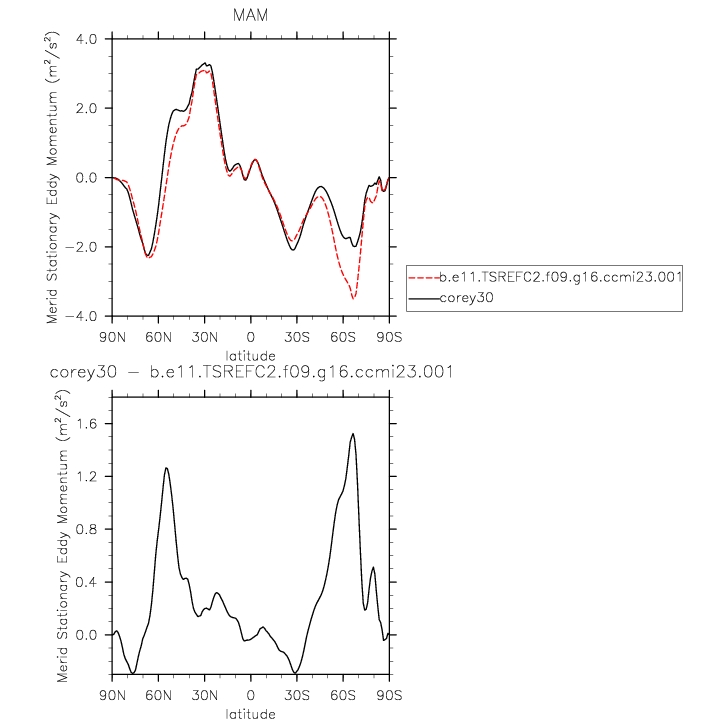 MAM
Merid Stationary Eddy Momentum (m²/s²)
4.0
2.0
0.0
−2.0
−4.0
90N 60N 30N 0 30S 60S 90S
latitude
b.e11.TSREFC2.f09.g16.ccmi23.001
corey30
corey30 − b.e11.TSREFC2.f09.g16.ccmi23.001
Merid Stationary Eddy Momentum (m²/s²)
1.6
1.2
0.8
0.4
0.0
90N 60N 30N 0 30S 60S 90S
latitude